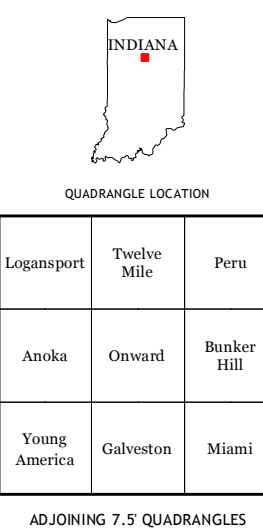 INDIANA
QUADRANGLE LOCATION
Logansport
Twelve
Mile
Peru
Anoka
Onward
Bunker
Hill
Young
America
Galveston
Miami
ADJOINING 7.5' QUADRANGLES